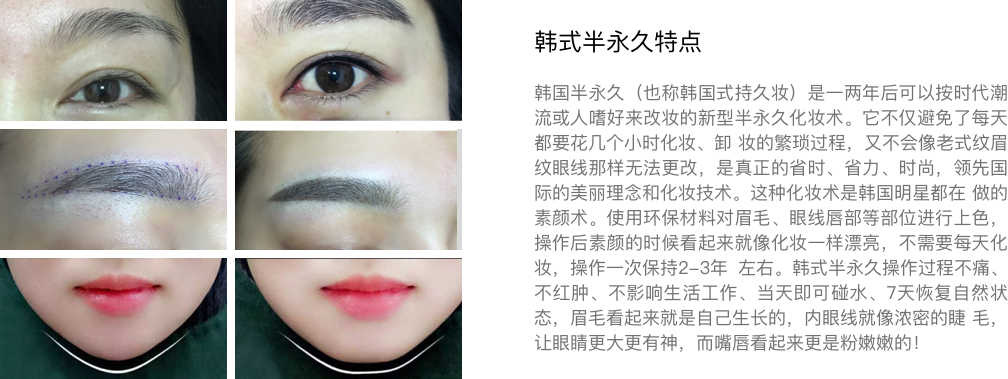 韩式半永久特点
韩国半永久（也称韩国式持久妆）是一两年后可以按时代潮
流或人嗜好来改妆的新型半永久化妆术。它不仅避免了每天
都要花几个小时化妆、卸 妆的繁琐过程，又不会像老式纹眉
纹眼线那样无法更改，是真正的省时、省力、时尚，领先国
际的美丽理念和化妆技术。这种化妆术是韩国明星都在 做的
素颜术。使用环保材料对眉毛、眼线唇部等部位进行上色，
操作后素颜的时候看起来就像化妆一样漂亮，不需要每天化
妆，操作一次保持2-3年 左右。韩式半永久操作过程不痛、
不红肿、不影响生活工作、当天即可碰水、7天恢复自然状
态，眉毛看起来就是自己生长的，内眼线就像浓密的睫 毛，
让眼睛更大更有神，而嘴唇看起来更是粉嫩嫩的！